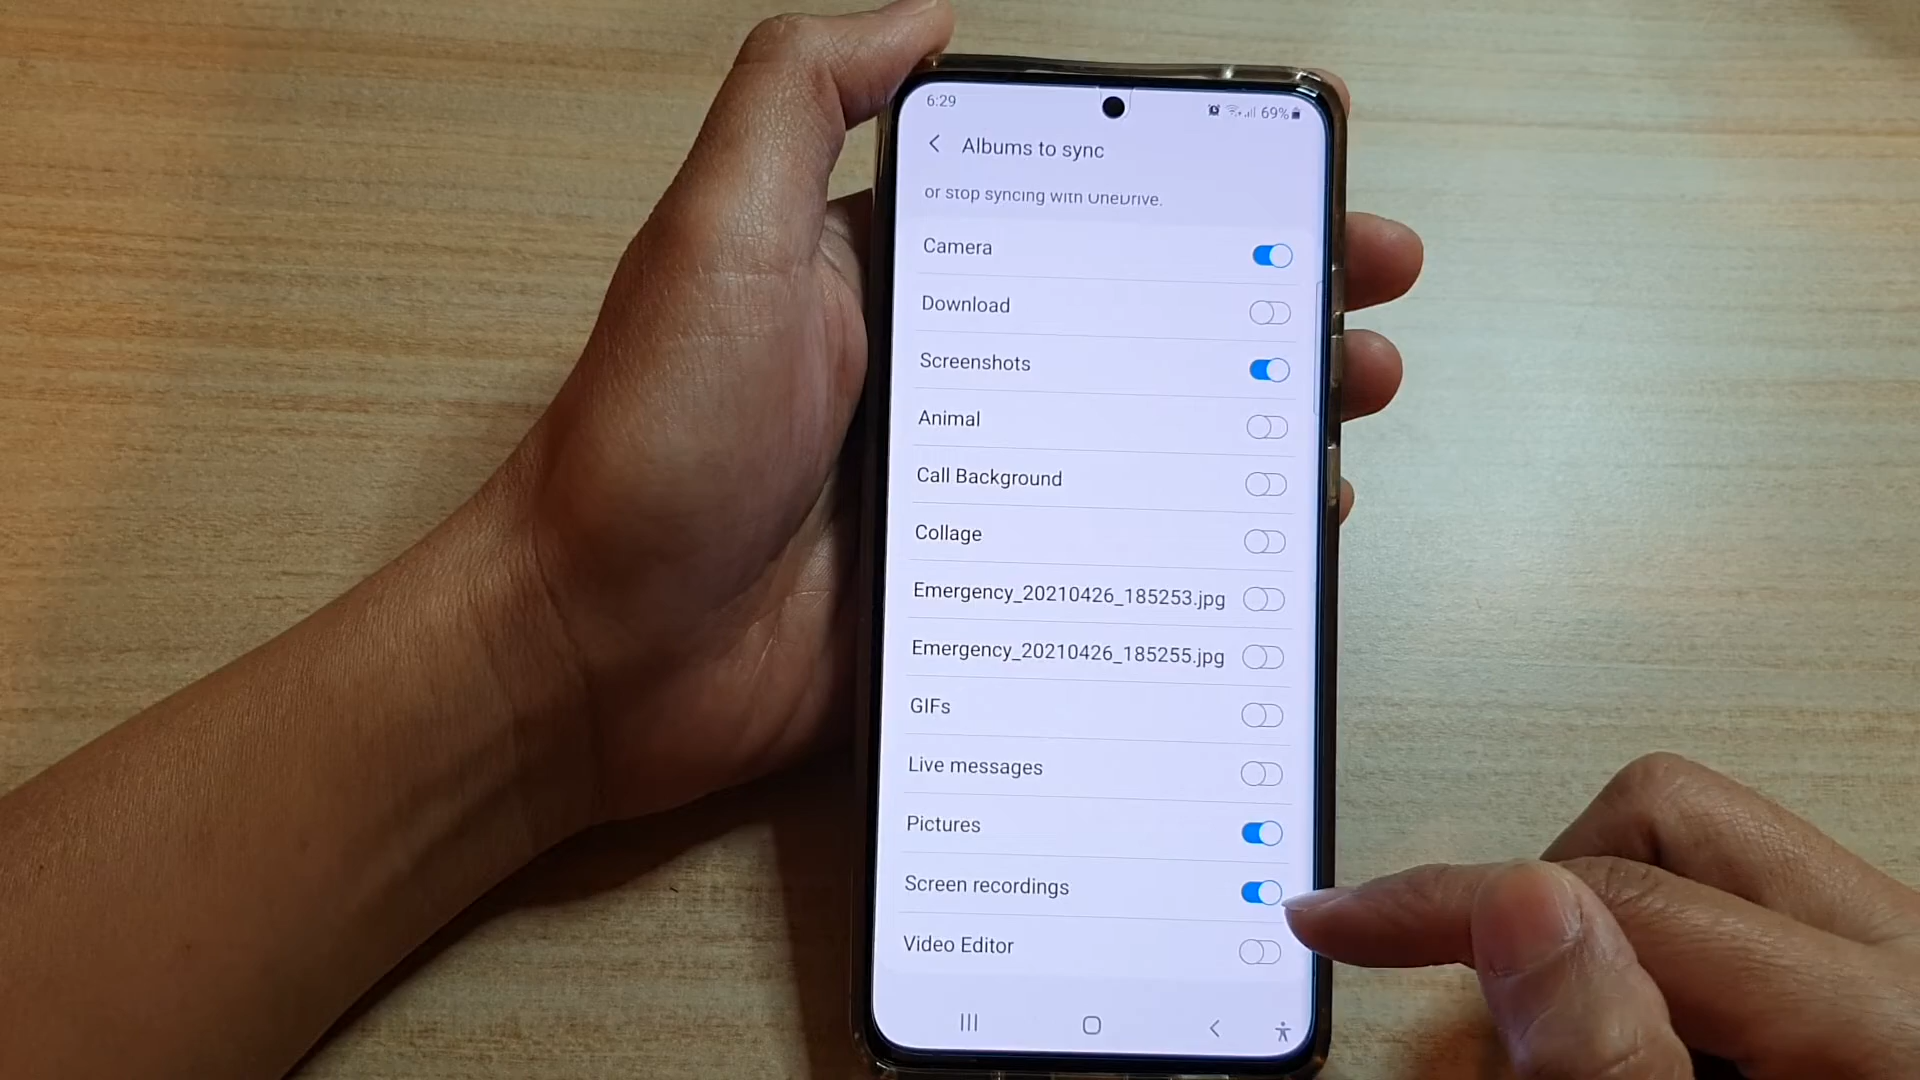 6:29
69%
Albums to sync
or stop syncing with OneDrive.
Camera
Download
Screenshots
Animal
Call Background
Collage
Emergency_20210426_185253.jpg
Emergency_20210426_185255.jpg
GIFs
Live messages
Pictures
Screen recordings
Video Editor